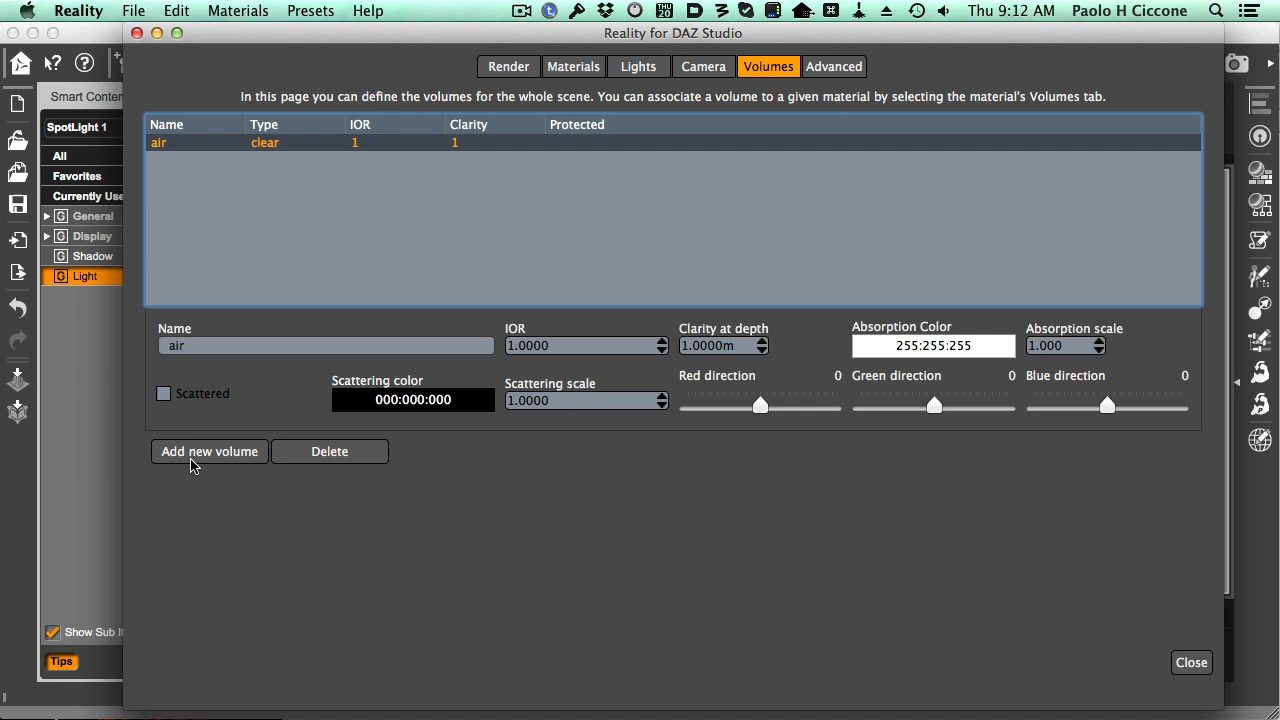 Reality File Edit Materials Presets Help THU 20 Thu 9:12 AM Paolo H Ciccone
Reality for DAZ Studio
Render Materials Lights Camera Volumes Advanced
In this page you can define the volumes for the whole scene. You can associate a volume to a given material by selecting the material's Volumes tab.
Smart Conten
SpotLight 1
All
Favorites
Currently Use
G General
G Display
G Shadow
G Light
Name Type IOR Clarity Protected
air clear 1 1
Name IOR Clarity at depth Absorption Color Absorption scale
air 1.0000 1.0000m 255:255:255 1.000
Scattered Scattering color Scattering scale Red direction 0 Green direction 0 Blue direction 0
000:000:000 1.0000
Add new volume Delete
Show Sub It
Tips
Close